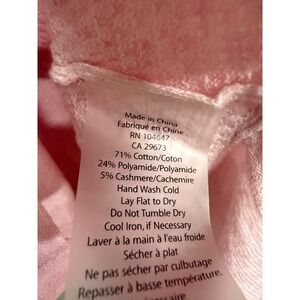 Made in China
Fabriqué en Chine
RN 104647
CA 29673
71% Cotton/Coton
24% Polyamide/Polyamide
5% Cashmere/Cachemire
Hand Wash Cold
Lay Flat to Dry
Do Not Tumble Dry
Cool Iron, if Necessary
Laver à la main à l'eau froide
Sécher à plat
Ne pas sécher par culbutage
Repasser à basse température,
nécessaire